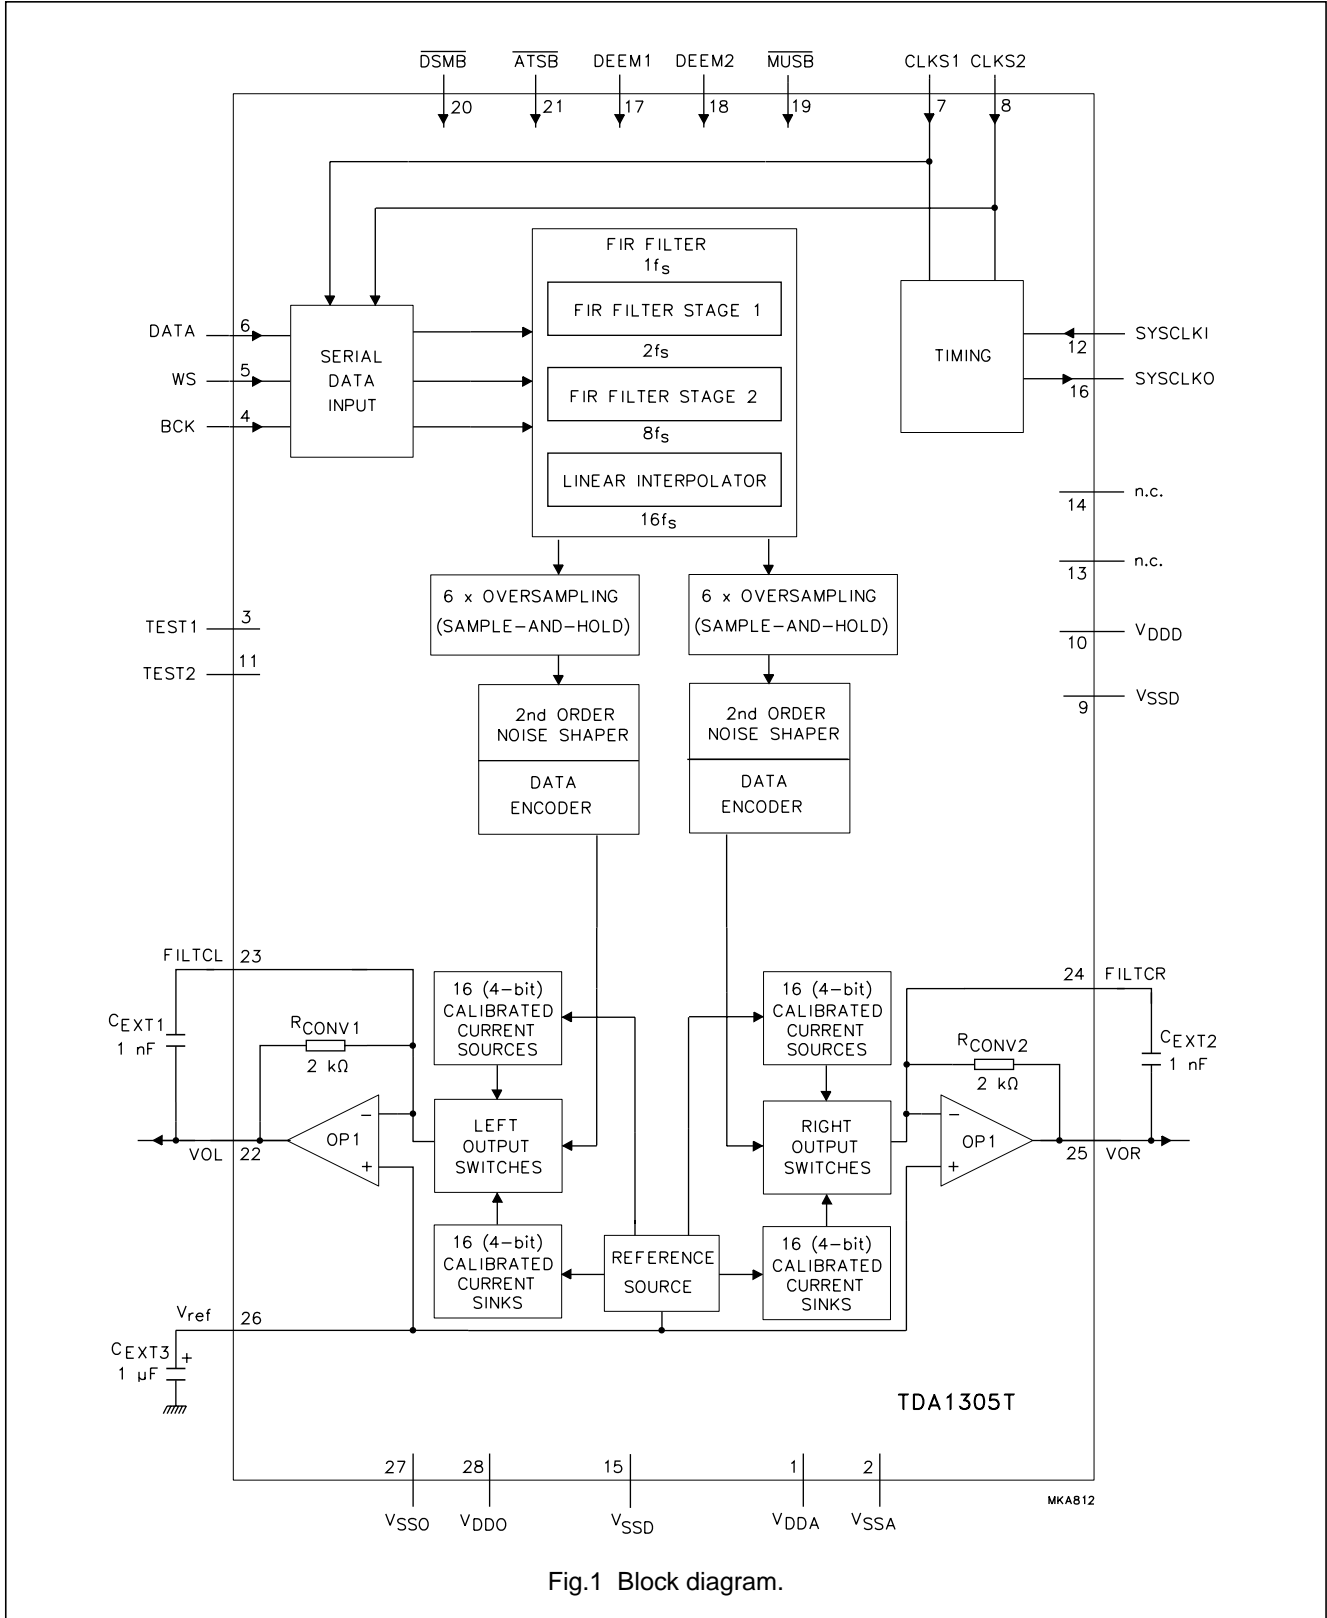 DSMB ATSB DEEM1 DEEM2 MUSB CLKS1 CLKS2
20 21 17 18 19 7 8
FIR FILTER
1fs
FIR FILTER STAGE 1
2fs
FIR FILTER STAGE 2
8fs
LINEAR INTERPOLATOR
16fs
DATA 6
WS 5
BCK 4
SERIAL
DATA
INPUT
TIMING
12 SYSCLKI
16 SYSCLKO
14 n.c.
13 n.c.
10 VDDD
9 VSSD
TEST1 3
TEST2 11
6 x OVERSAMPLING
(SAMPLE-AND-HOLD)
6 x OVERSAMPLING
(SAMPLE-AND-HOLD)
2nd ORDER
NOISE SHAPER
2nd ORDER
NOISE SHAPER
DATA
ENCODER
DATA
ENCODER
FILTCL 23
CEXT1
1 nF
RCONV1
2 kΩ
16 (4-bit)
CALIBRATED
CURRENT
SOURCES
16 (4-bit)
CALIBRATED
CURRENT
SOURCES
24 FILTCR
RCONV2
2 kΩ
CEXT2
1 nF
− OP1 +
VOL 22
LEFT
OUTPUT
SWITCHES
RIGHT
OUTPUT
SWITCHES
− OP1 +
25 VOR
16 (4-bit)
CALIBRATED
CURRENT
SINKS
REFERENCE
SOURCE
16 (4-bit)
CALIBRATED
CURRENT
SINKS
Vref 26
CEXT3 +
1 µF
TDA1305T
27 28 15 1 2
MKA812
VSSO VDDO VSSD VDDA VSSA
Fig.1 Block diagram.